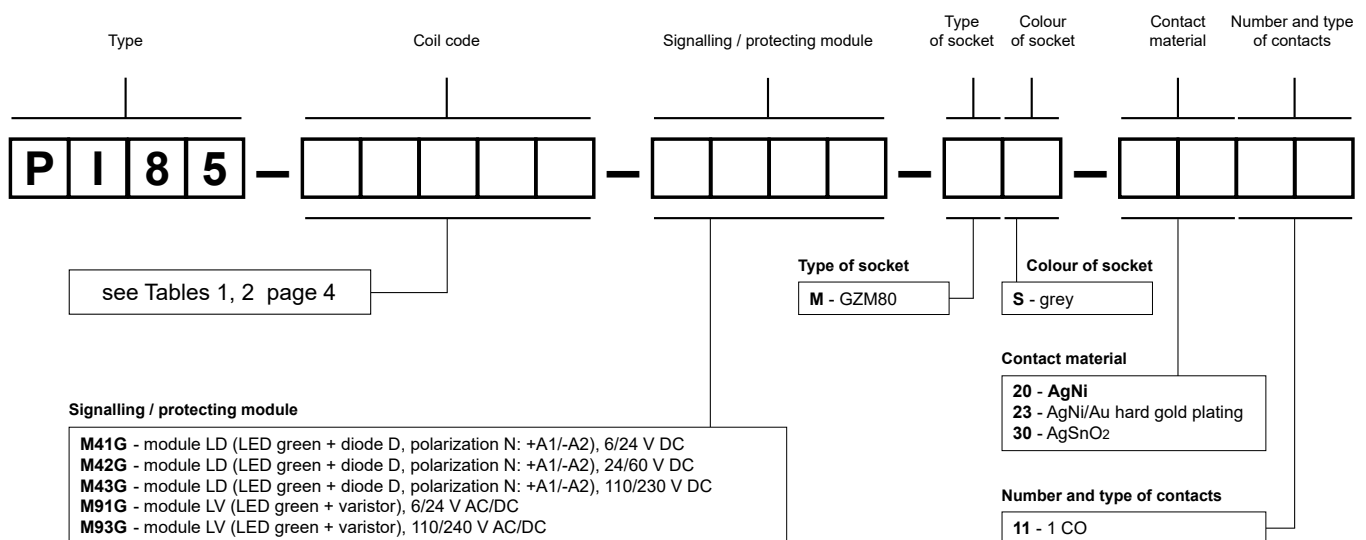 Type
Coil code
Signalling / protecting module
Type
of socket
Colour
of socket
Contact
material
Number and type
of contacts
P I 8 5 – – – –
see Tables 1, 2 page 4
Type of socket
M - GZM80
Colour of socket
S - grey
Contact material
20 - AgNi
23 - AgNi/Au hard gold plating
30 - AgSnO2
Signalling / protecting module
M41G - module LD (LED green + diode D, polarization N: +A1/-A2), 6/24 V DC
M42G - module LD (LED green + diode D, polarization N: +A1/-A2), 24/60 V DC
M43G - module LD (LED green + diode D, polarization N: +A1/-A2), 110/230 V DC
M91G - module LV (LED green + varistor), 6/24 V AC/DC
M93G - module LV (LED green + varistor), 110/240 V AC/DC
Number and type of contacts
11 - 1 CO